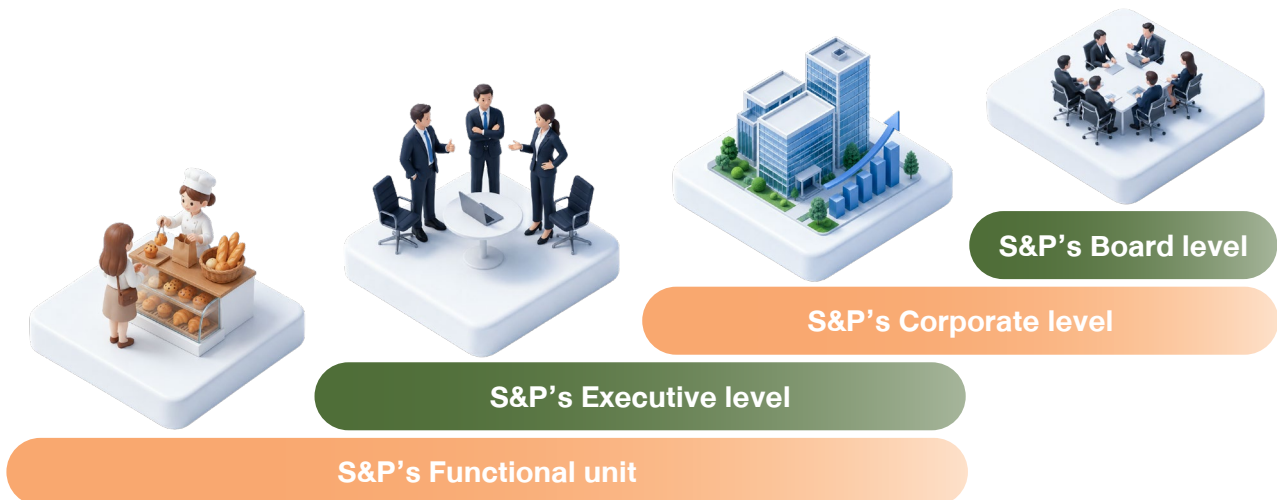 S&P’s Board level
S&P’s Corporate level
S&P’s Executive level
S&P’s Functional unit